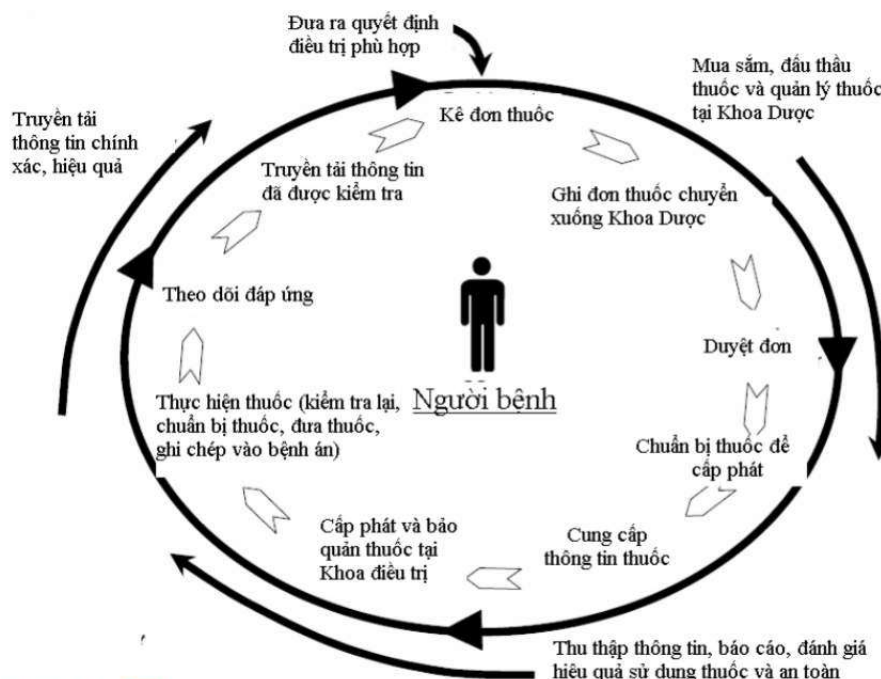 Đưa ra quyết định
điều trị phù hợp
Mua sắm, đấu thầu
thuốc và quản lý thuốc
tại Khoa Dược
Truyền tải
thông tin chính
xác, hiệu quả
Kê đơn thuốc
Truyền tải thông tin
đã được kiểm tra
Ghi đơn thuốc chuyển
xuống Khoa Dược
Theo dõi đáp ứng
Duyệt đơn
Thực hiện thuốc (kiểm tra lại,
chuẩn bị thuốc, đưa thuốc,
ghi chép vào bệnh án)
Người bệnh
Chuẩn bị thuốc để
cấp phát
Cấp phát và bảo
quản thuốc tại
Khoa điều trị
Cung cấp
thông tin thuốc
Thu thập thông tin, báo cáo, đánh giá
hiệu quả sử dung thuốc và an toàn